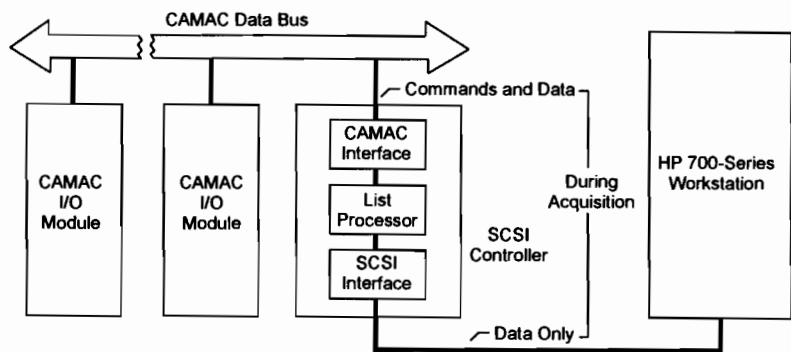 CAMAC Data Bus
Commands and Data
CAMAC
I/O
Module
CAMAC
I/O
Module
CAMAC
Interface
List
Processor
SCSI
Interface
SCSI
Controller
During
Acquisition
Data Only
HP 700-Series
Workstation